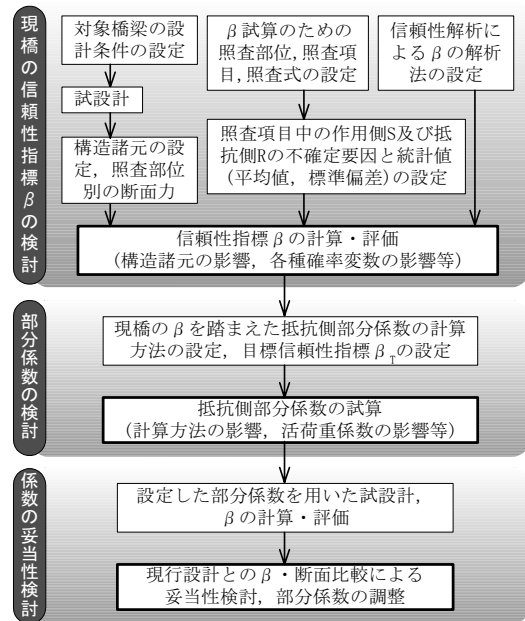 現橋の信頼性指標βの検討
対象橋梁の設
計条件の設定
試設計
構造諸元の設
定，照査部位
別の断面力
β試算のための
照査部位，照査項
目，照査式の設定
信頼性解析に
よるβの解析
法の設定
照査項目中の作用側S及び抵
抗側Rの不確定要因と統計値
(平均値，標準偏差)の設定
信頼性指標βの計算・評価
(構造諸元の影響，各種確率変数の影響等)
部分係数の検討
現橋のβを踏まえた抵抗側部分係数の計算
方法の設定，目標信頼性指標βTの設定
抵抗側部分係数の試算
(計算方法の影響，活荷重係数の影響等)
係数の妥当性検討
設定した部分係数を用いた試設計，
βの計算・評価
現行設計とのβ・断面比較による
妥当性検討，部分係数の調整